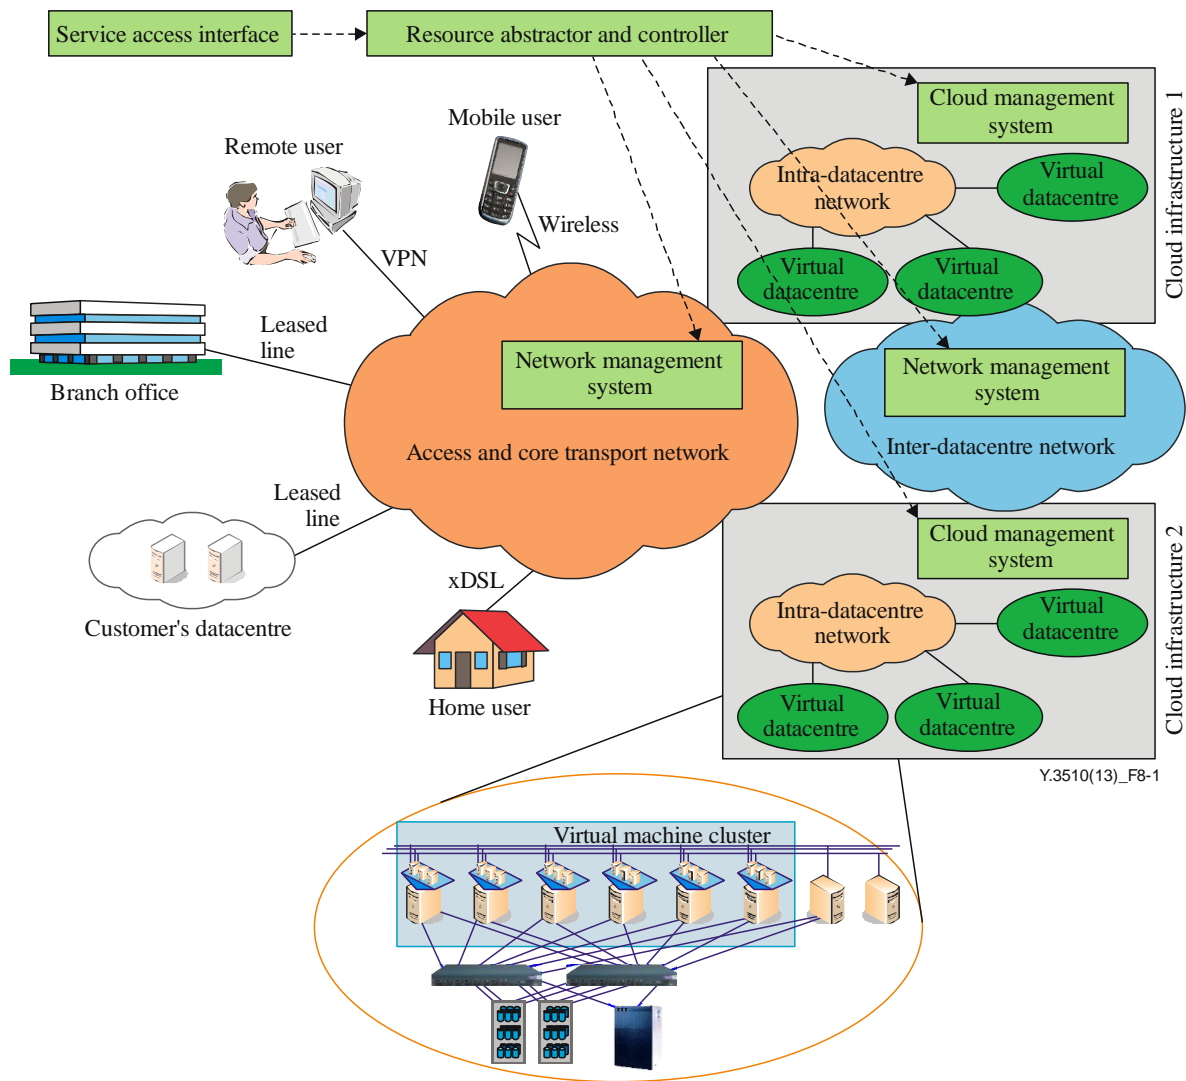 Service access interface
Resource abstractor and controller
Cloud management
system
Cloud infrastructure 1
Mobile user
Remote user
Intra-datacentre
network
Virtual
datacentre
Wireless
VPN
Virtual
datacentre
Virtual
datacentre
Leased
line
Branch office
Network management
system
Network management
system
Access and core transport network
Inter-datacentre network
Leased
line
Cloud management
system
Cloud infrastructure 2
xDSL
Customer's datacentre
Intra-datacentre
network
Virtual
datacentre
Home user
Virtual
datacentre
Virtual
datacentre
Y.3510(13)_F8-1
Virtual machine cluster